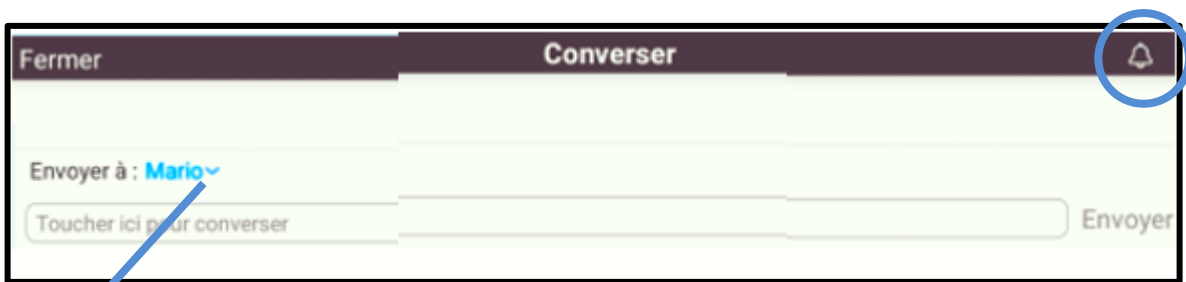 Fermer Converser
Envoyer à : Mario
Toucher ici pour converser Envoyer